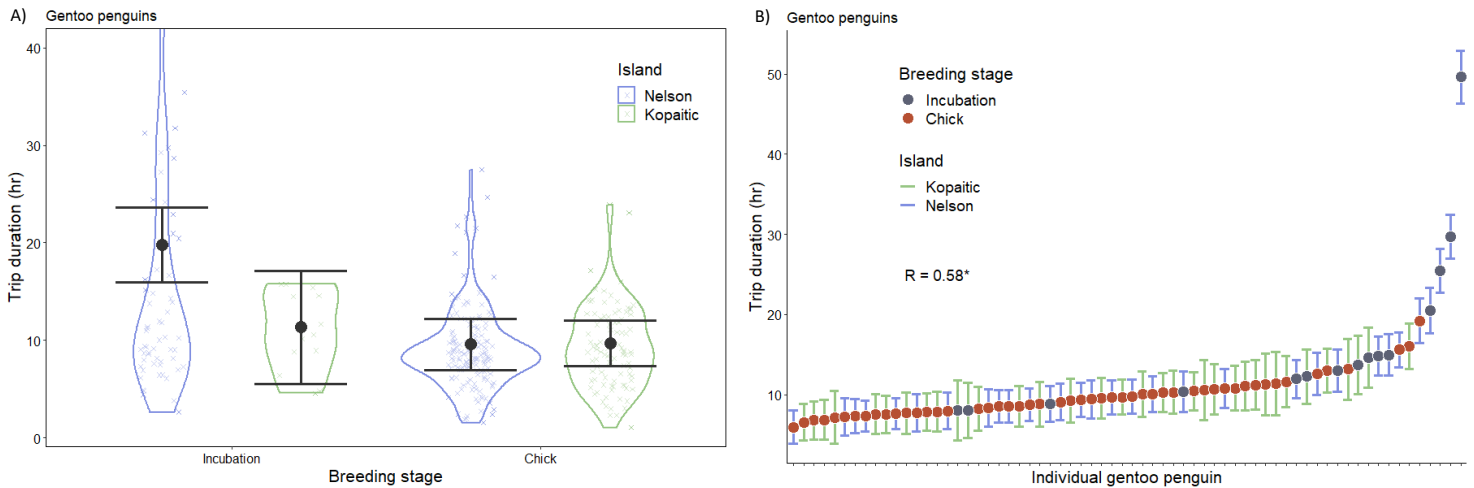 A)
Gentoo penguins
40
30
20
10
0
Trip duration (hr)
Island
Nelson
Kopaitic
Incubation
Chick
Breeding stage
B)
Gentoo penguins
50
40
30
20
10
Trip duration (hr)
Breeding stage
Incubation
Chick
Island
Kopaitic
Nelson
R = 0.58*
Individual gentoo penguin